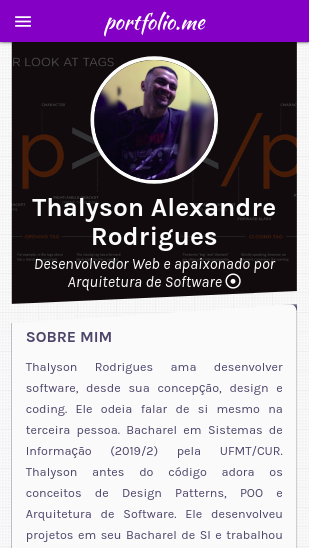 portfolio.me
R LOOK AT TAGS
p> </p
Thalyson Alexandre
Rodrigues
Desenvolvedor Web e apaixonado por
Arquitetura de Software
SOBRE MIM
Thalyson Rodrigues ama desenvolver
software, desde sua concepção, design e
coding. Ele odeia falar de si mesmo na
terceira pessoa. Bacharel em Sistemas de
Informação (2019/2) pela UFMT/CUR.
Thalyson antes do código adora os
conceitos de Design Patterns, POO e
Arquitetura de Software. Ele desenvolveu
projetos em seu Bacharel de SI e trabalhou